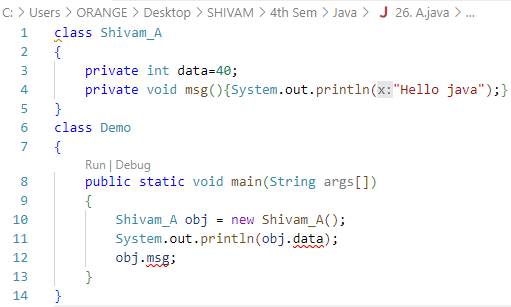 C: > Users > ORANGE > Desktop > SHIVAM > 4th Sem > Java > J 26. A.java > ...
1 class Shivam_A
2 {
3     private int data=40;
4     private void msg(){System.out.println(x:"Hello java");}
5 }
6 class Demo
7 {
Run | Debug
8     public static void main(String args[])
9     {
10         Shivam_A obj = new Shivam_A();
11         System.out.println(obj.data);
12         obj.msg;
13     }
14 }